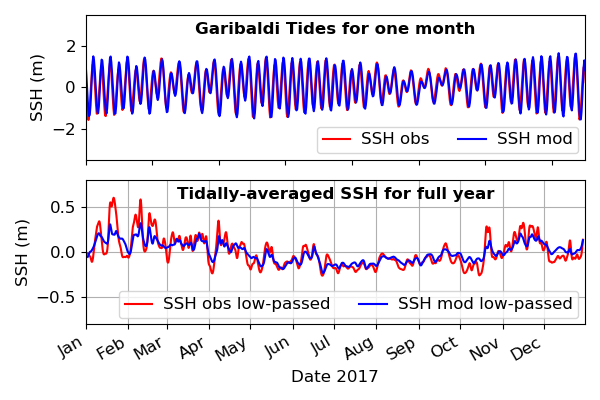 Garibaldi Tides for one month
SSH (m)
2
0
−2
SSH obs
SSH mod
Tidally-averaged SSH for full year
SSH (m)
0.5
0.0
−0.5
SSH obs low-passed
SSH mod low-passed
Jan
Feb
Mar
Apr
May
Jun
Jul
Aug
Sep
Oct
Nov
Dec
Date 2017